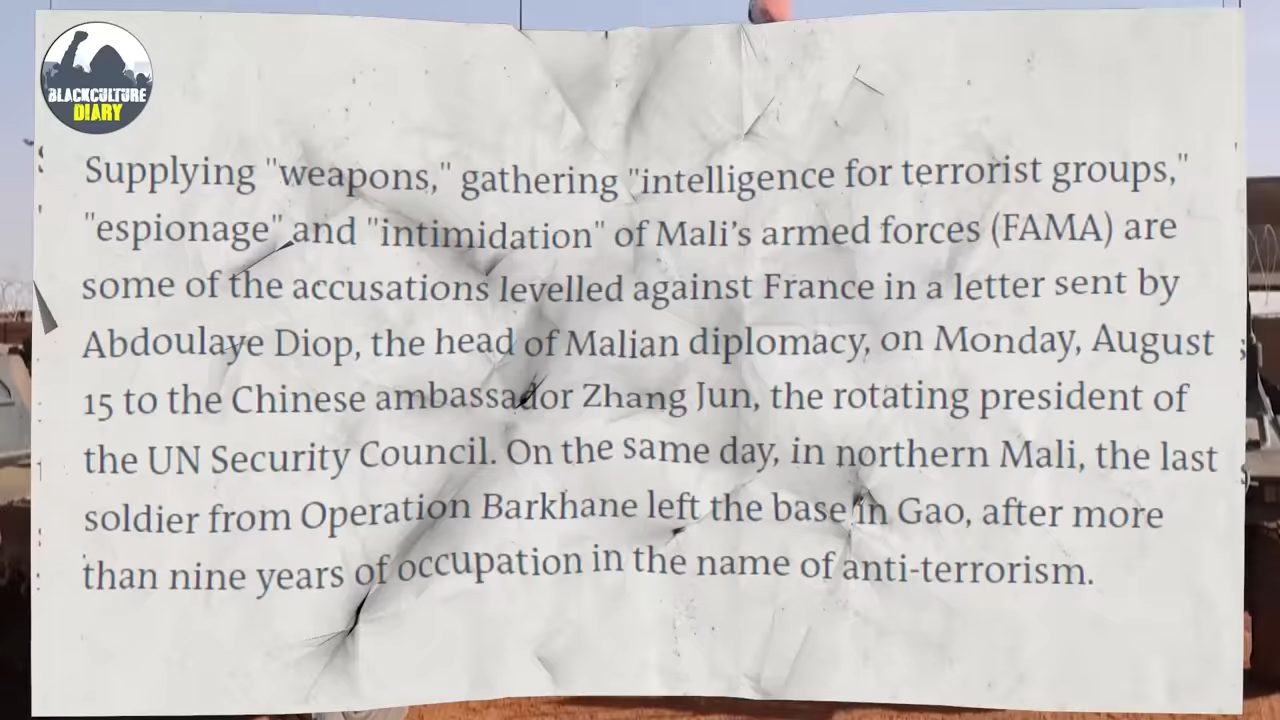 BLACKCULTURE
DIARY
Supplying "weapons," gathering "intelligence for terrorist groups,"
"espionage" and "intimidation" of Mali’s armed forces (FAMA) are
some of the accusations levelled against France in a letter sent by
Abdoulaye Diop, the head of Malian diplomacy, on Monday, August
15 to the Chinese ambassador Zhang Jun, the rotating president of
the UN Security Council. On the same day, in northern Mali, the last
soldier from Operation Barkhane left the base in Gao, after more
than nine years of occupation in the name of anti-terrorism.